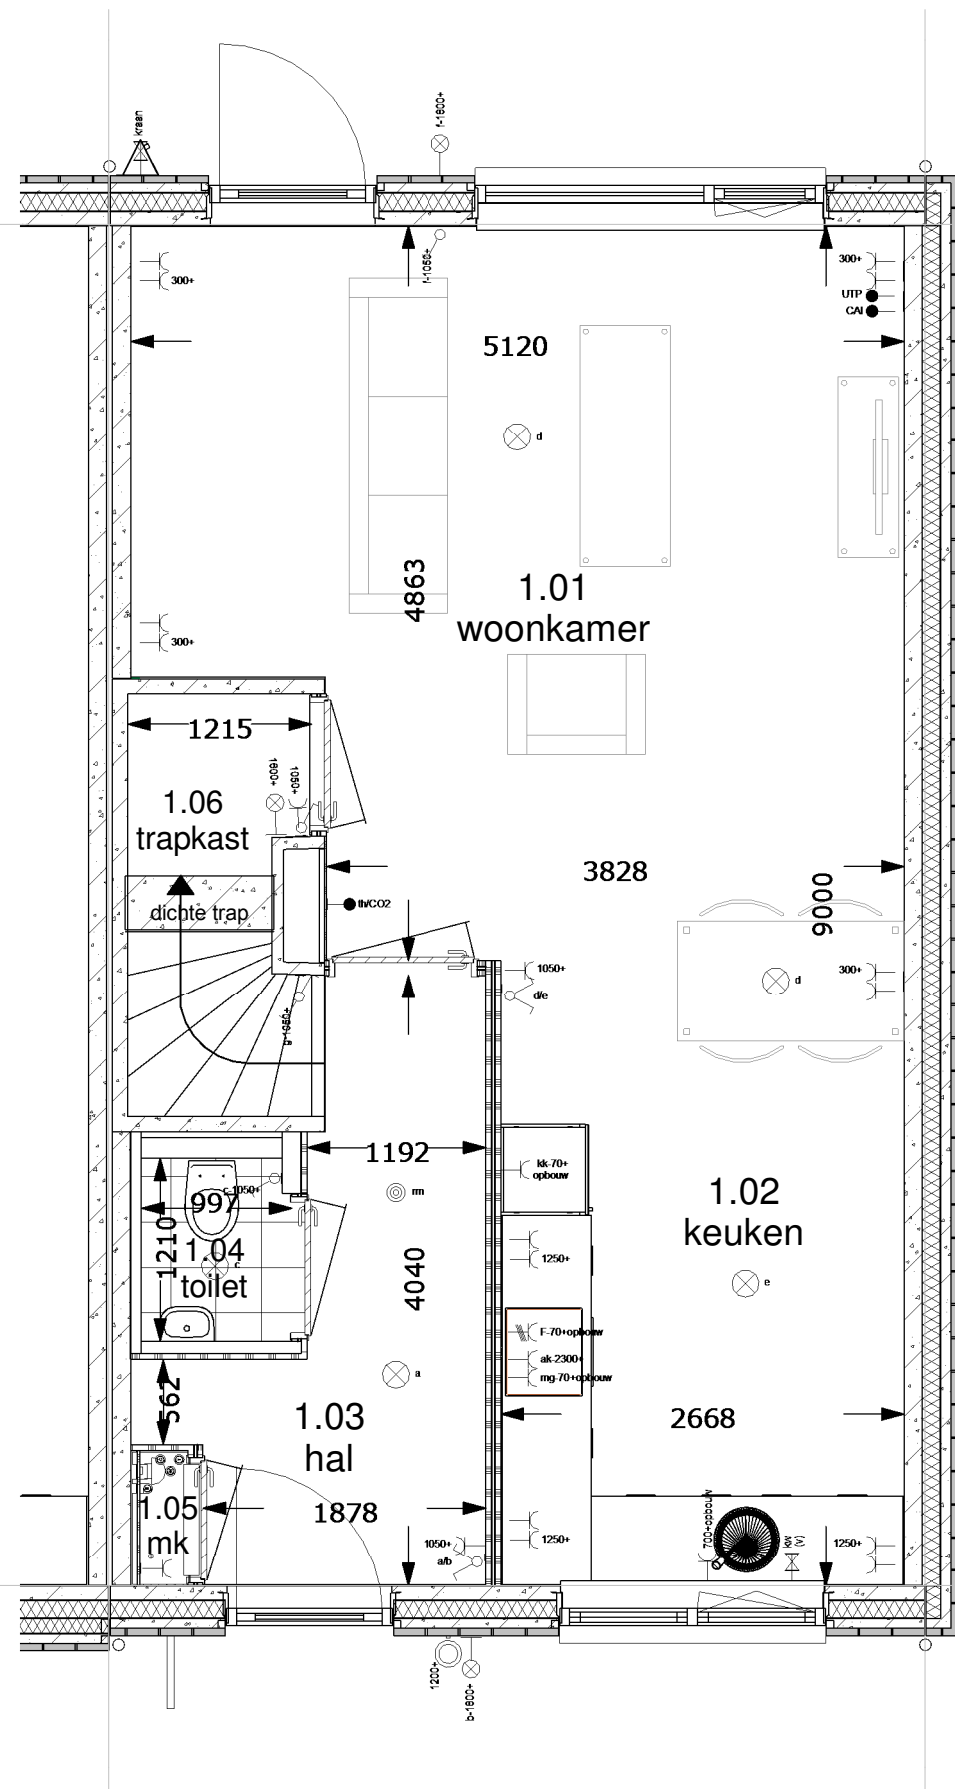 kraan
f-1800+
f-1050+
300+
300+
UTP
CAI
5120
d
4863
1.01
woonkamer
300+
1215
1600+
1050+
1.06
trapkast
3828
9000
dichte trap
th/CO2
1050+
d/e
300+
d
g-1050+
1192
kk-70+
opbouw
c-1050+
rm
997
1.02
keuken
1210
1.04
toilet
c
4040
1250+
e
F-70+opbouw
ak-2300+
mg-70+opbouw
a
562
1.03
hal
2668
1.05
mk
1878
1050+
a/b
1250+
700+opbouw
kw
(v)
1250+
1200+
b-1800+